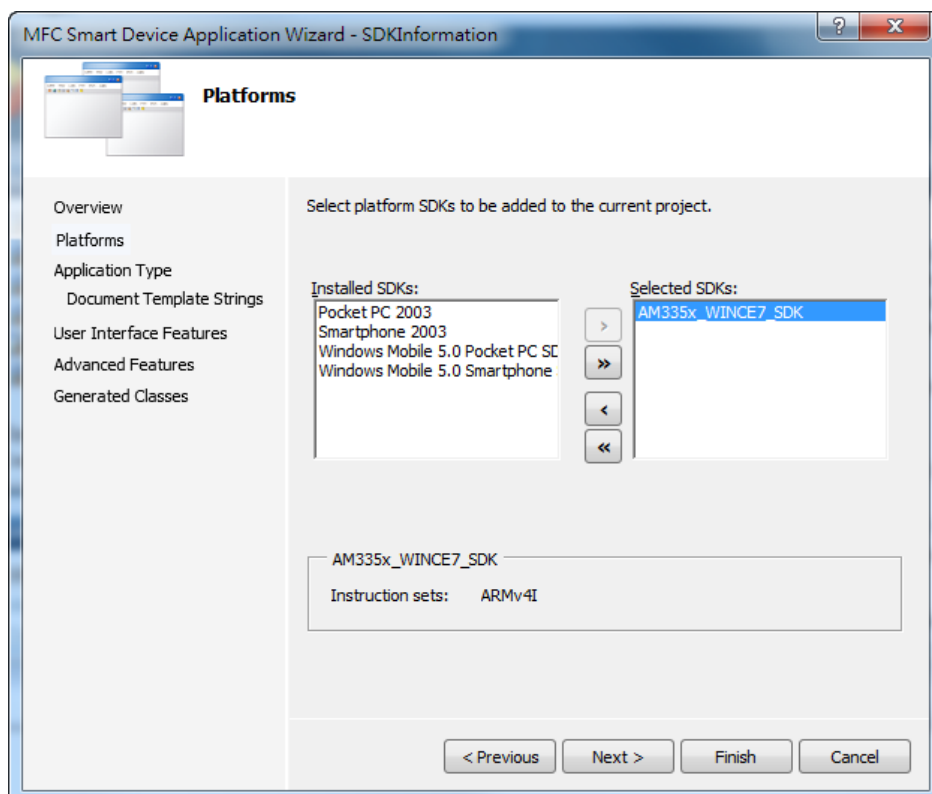 MFC Smart Device Application Wizard - SDKInformation
Platforms
Overview
Platforms
Application Type
Document Template Strings
User Interface Features
Advanced Features
Generated Classes
Select platform SDKs to be added to the current project.
Installed SDKs:
Pocket PC 2003
Smartphone 2003
Windows Mobile 5.0 Pocket PC SD
Windows Mobile 5.0 Smartphone
>
»
<
«
Selected SDKs:
AM335x_WINCE7_SDK
AM335x_WINCE7_SDK
Instruction sets: ARMv4I
< Previous Next > Finish Cancel